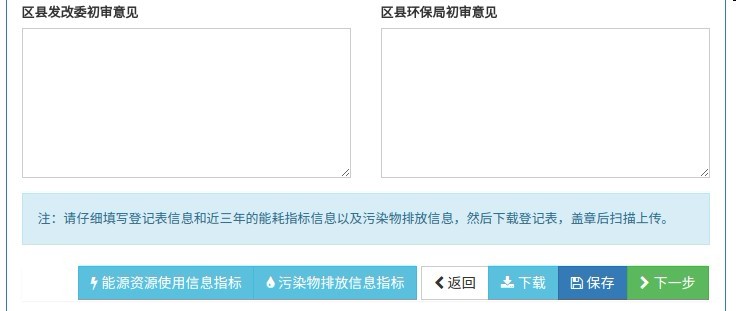 区县发改委初审意见 区县环保局初审意见
注：请仔细填写登记表信息和近三年的能耗指标信息以及污染物排放信息，然后下载登记表，盖章后扫描上传。
能源资源使用信息指标 污染物排放信息指标 返回 下载 保存 下一步